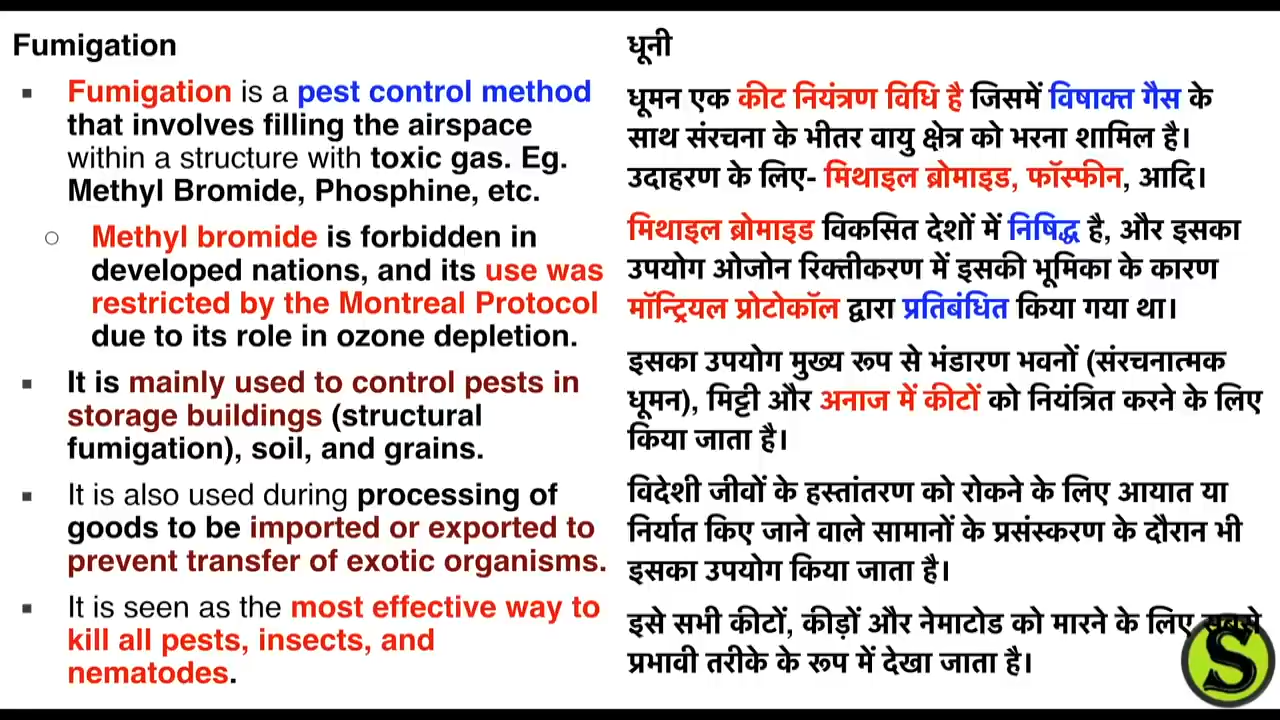 Fumigation
▪ Fumigation is a pest control method
that involves filling the airspace
within a structure with toxic gas. Eg.
Methyl Bromide, Phosphine, etc.
○ Methyl bromide is forbidden in
developed nations, and its use was
restricted by the Montreal Protocol
due to its role in ozone depletion.
▪ It is mainly used to control pests in
storage buildings (structural
fumigation), soil, and grains.
▪ It is also used during processing of
goods to be imported or exported to
prevent transfer of exotic organisms.
▪ It is seen as the most effective way to
kill all pests, insects, and
nematodes.
धूनी
धूमन एक कीट नियंत्रण विधि है जिसमें विषाक्त गैस के
साथ संरचना के भीतर वायु क्षेत्र को भरना शामिल है।
उदाहरण के लिए- मिथाइल ब्रोमाइड, फॉस्फीन, आदि।
मिथाइल ब्रोमाइड विकसित देशों में निषिद्ध है, और इसका
उपयोग ओजोन रिक्तीकरण में इसकी भूमिका के कारण
मॉन्ट्रियल प्रोटोकॉल द्वारा प्रतिबंधित किया गया था।
इसका उपयोग मुख्य रूप से भंडारण भवनों (संरचनात्मक
धूमन), मिट्टी और अनाज में कीटों को नियंत्रित करने के लिए
किया जाता है।
विदेशी जीवों के हस्तांतरण को रोकने के लिए आयात या
निर्यात किए जाने वाले सामानों के प्रसंस्करण के दौरान भी
इसका उपयोग किया जाता है।
इसे सभी कीटों, कीड़ों और नेमाटोड को मारने के लिए सबसे
प्रभावी तरीके के रूप में देखा जाता है।
S